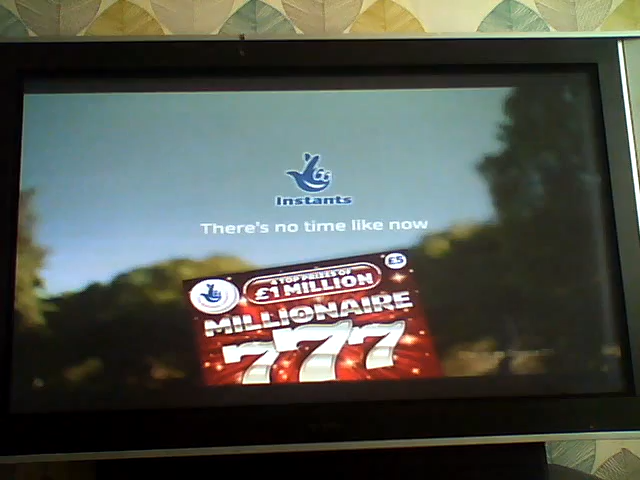 Instants
There's no time like now
4 TOP PRIZES OF
£5
£1 MILLION
MILLIONAIRE
777